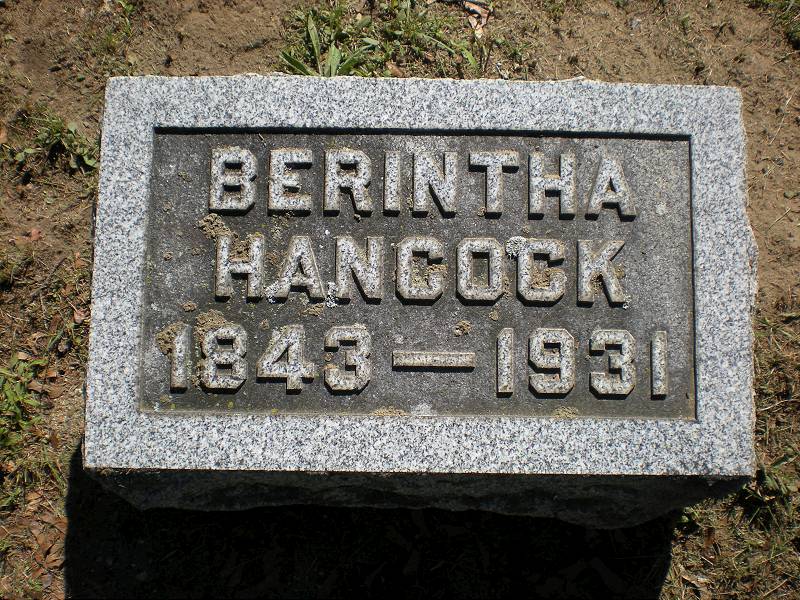 BERINTHA
HANCOCK
1843 — 1931